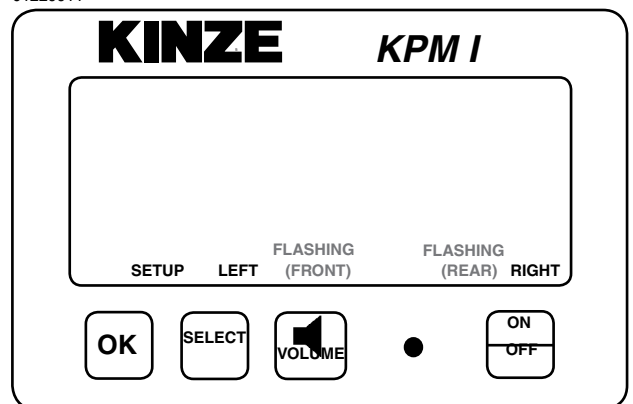 KINZE KPM I
FLASHING FLASHING
SETUP LEFT (FRONT) (REAR) RIGHT
OK SELECT VOLUME ON
OFF